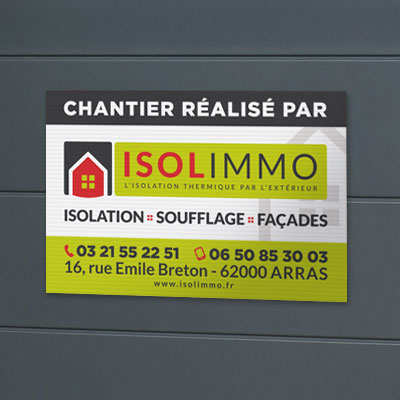 CHANTIER RÉALISÉ PAR
ISOLIMMO
L'ISOLATION THERMIQUE PAR L'EXTÉRIEUR
ISOLATION :: SOUFFLAGE :: FAÇADES
03 21 55 22 51 06 50 85 30 03
16, rue Emile Breton - 62000 ARRAS
www.isolimmo.fr